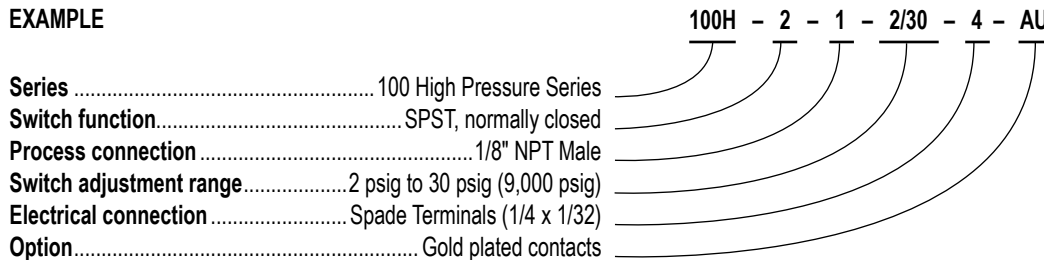 EXAMPLE 100H – 2 – 1 – 2/30 – 4 – AU
Series ....................................................... 100 High Pressure Series
Switch function............................................. SPST, normally closed
Process connection .................................................. 1/8" NPT Male
Switch adjustment range................... 2 psig to 30 psig (9,000 psig)
Electrical connection ......................... Spade Terminals (1/4 x 1/32)
Option............................................................... Gold plated contacts